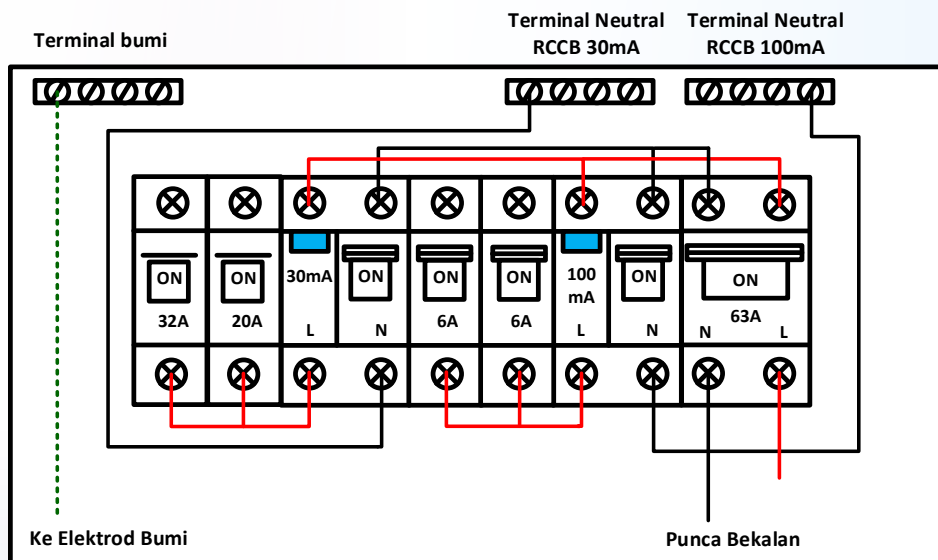 Terminal bumi
Terminal Neutral
RCCB 30mA
Terminal Neutral
RCCB 100mA
ON
32A
ON
20A
30mA
L
ON
N
ON
6A
ON
6A
100
mA
L
ON
N
ON
63A
N
L
Ke Elektrod Bumi
Punca Bekalan